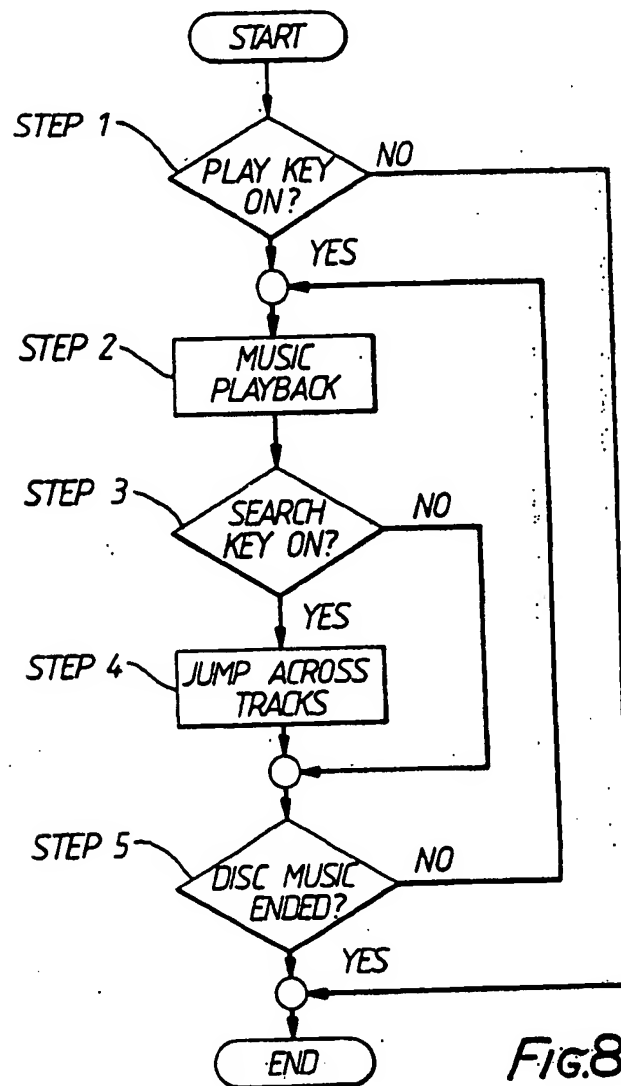 START
STEP 1
PLAY KEY
ON?
NO
YES
STEP 2
MUSIC
PLAYBACK
STEP 3
SEARCH
KEY ON?
NO
YES
STEP 4
JUMP ACROSS
TRACKS
STEP 5
DISC MUSIC
ENDED?
NO
YES
END
FIG.8